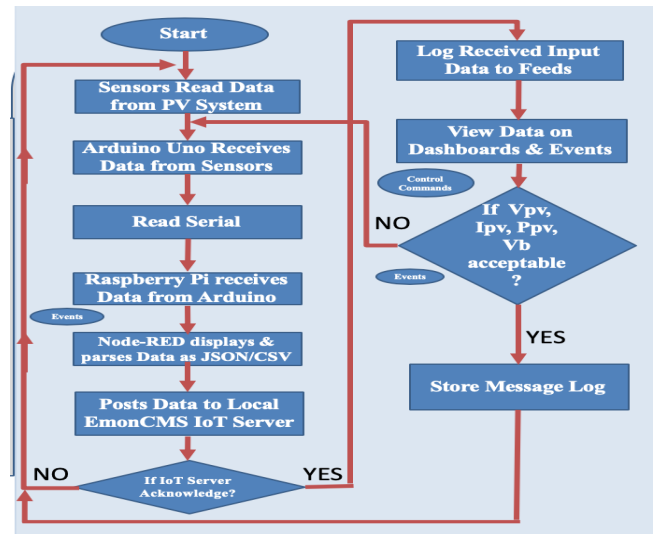 Start
Sensors Read Data
from PV System
Arduino Uno Receives
Data from Sensors
Read Serial
Raspberry Pi receives
Data from Arduino
Events
Node-RED displays &
parses Data as JSON/CSV
Posts Data to Local
EmonCMS IoT Server
NO
If IoT Server
Acknowledge?
YES
Log Received Input
Data to Feeds
View Data on
Dashboards & Events
Control
Commands
NO
If Vpv,
Ipv, Ppv,
Vb
acceptable
?
Events
YES
Store Message Log